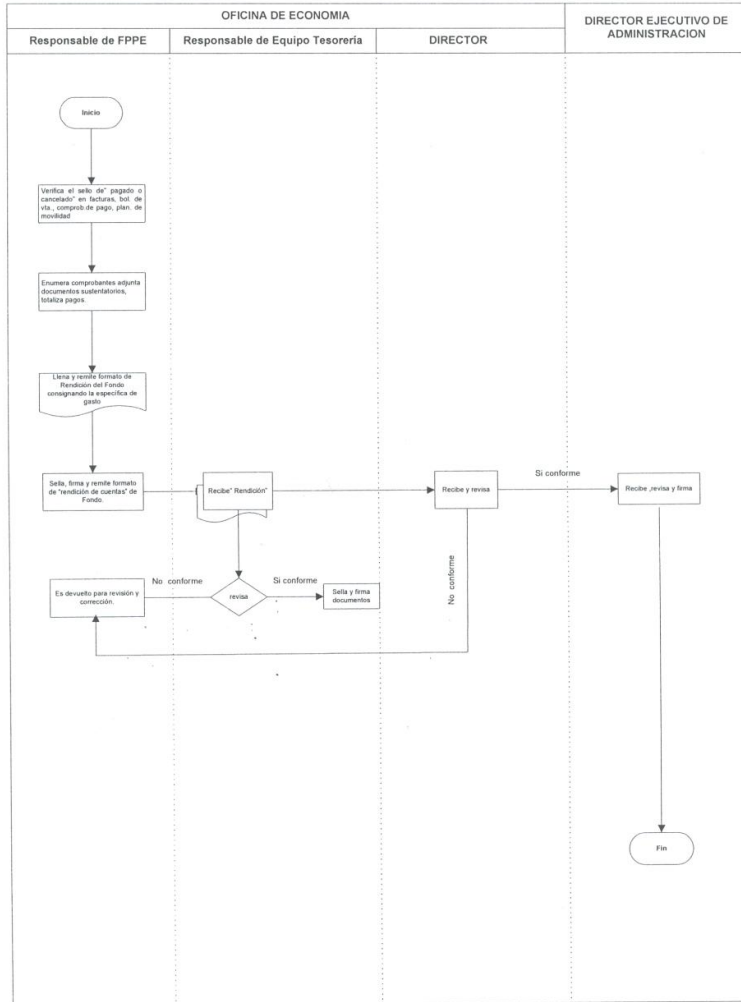 OFICINA DE ECONOMIA
DIRECTOR EJECUTIVO DE
ADMINISTRACION
Responsable de FPPE
Responsable de Equipo Tesorería
DIRECTOR
Inicio
Verifica el sello de" pagado o
cancelado" en facturas, bol. de
vta., comprob.de pago, plan. de
movilidad
Enumera comprobantes adjunta
documentos sustentatorios,
totaliza pagos.
Llena y remite formato de
Rendición del Fondo
consignando la específica de
gasto
Sella, firma y remite formato
de "rendición de cuentas" de
Fondo.
Recibe" Rendición"
Recibe y revisa
Si conforme
Recibe ,revisa y firma
No conforme
Es devuelto para revisión y
corrección.
No conforme
revisa
Si conforme
Sella y firma
documentos
Fin